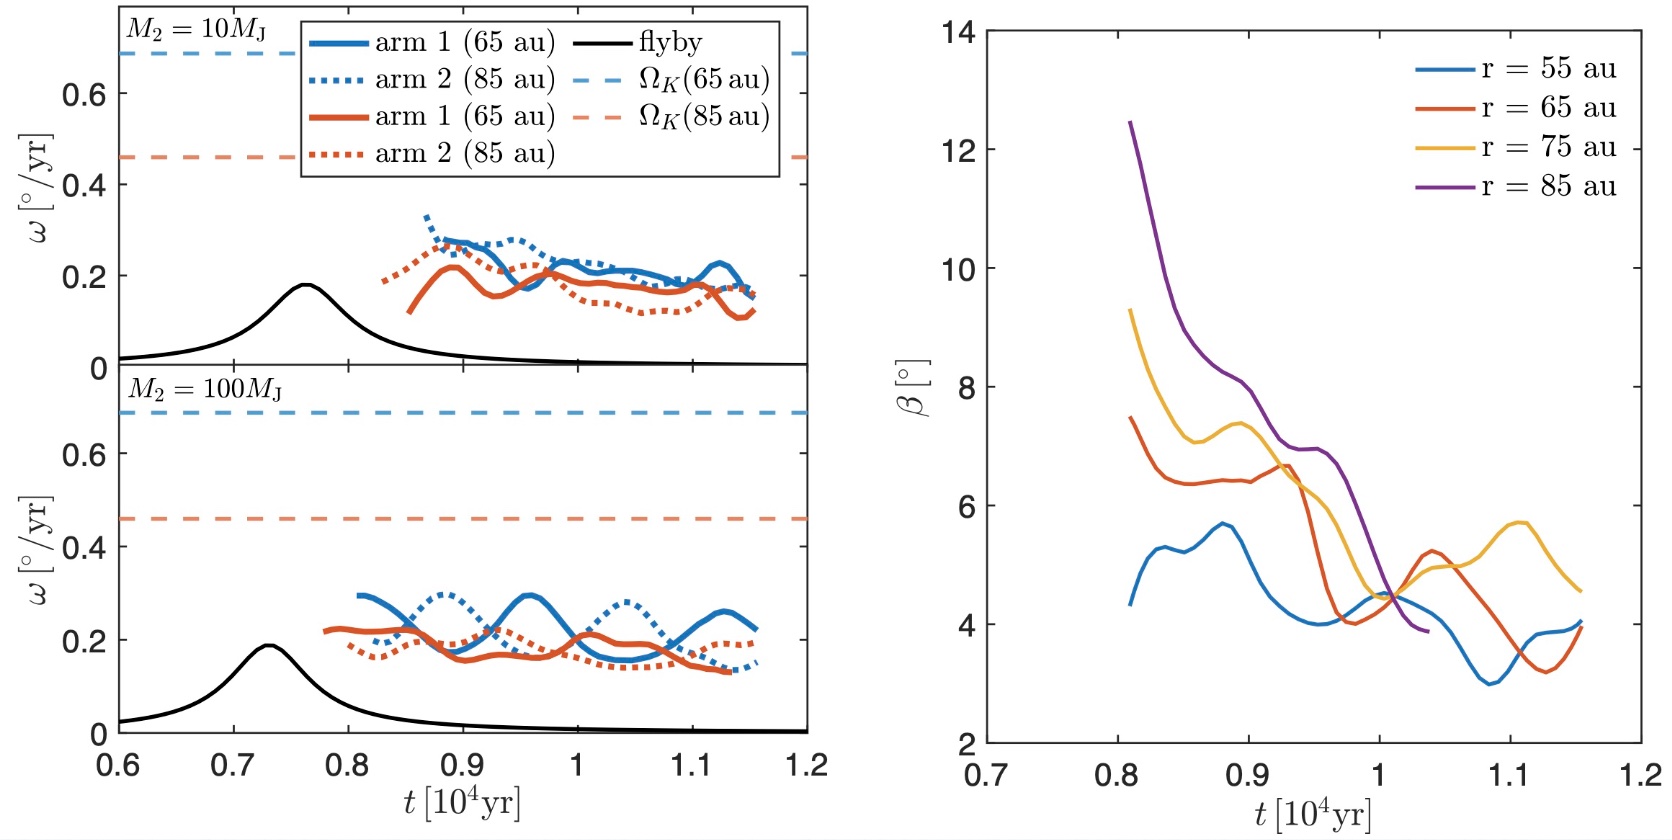 M₂ = 10M_J
arm 1 (65 au)
arm 2 (85 au)
arm 1 (65 au)
arm 2 (85 au)
flyby
Ω_K(65 au)
Ω_K(85 au)
0.6
0.4
0.2
0
ω [°/yr]
M₂ = 100M_J
0.6
0.4
0.2
0
ω [°/yr]
0.6 0.7 0.8 0.9 1 1.1 1.2
t [10⁴yr]
14
12
10
8
6
4
2
β [°]
r = 55 au
r = 65 au
r = 75 au
r = 85 au
0.7 0.8 0.9 1 1.1 1.2
t [10⁴yr]